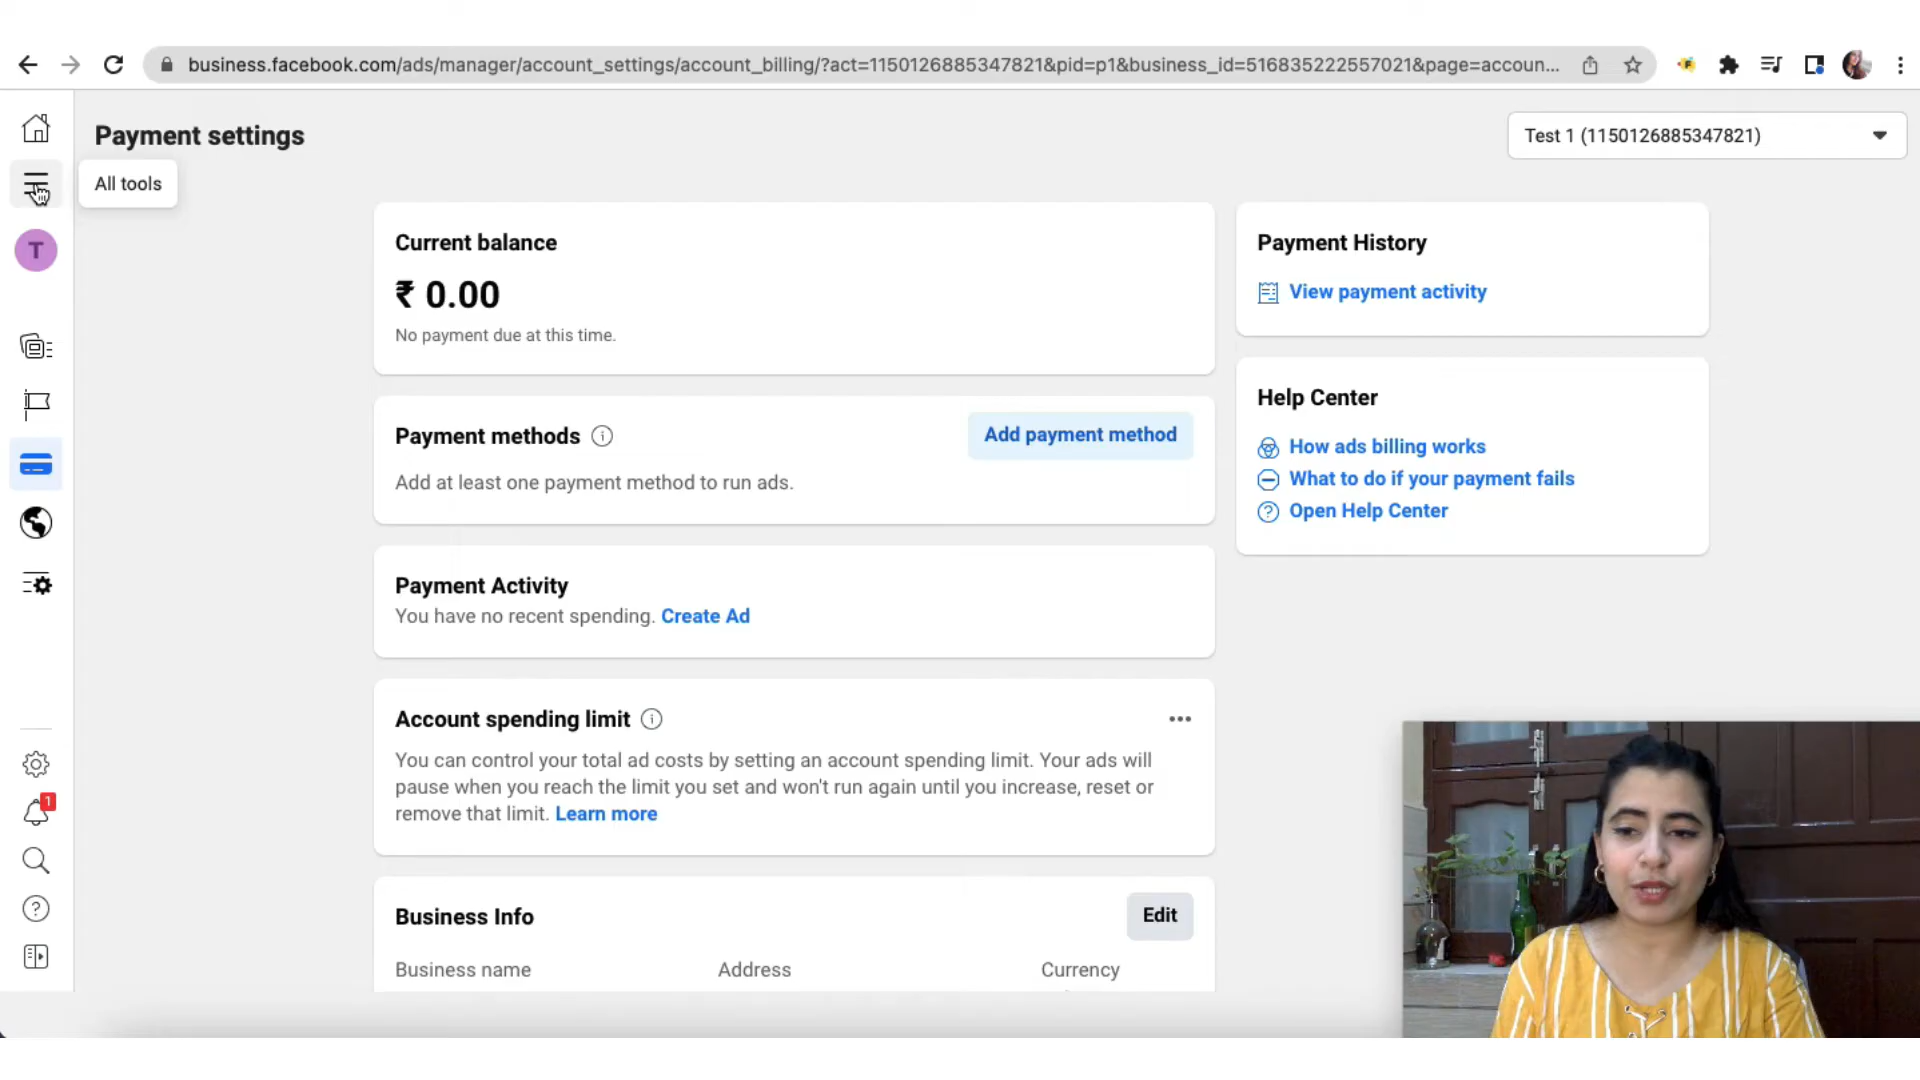 business.facebook.com/ads/manager/account_settings/account_billing/?act=1150126885347821&pid=p1&business_id=516835222557021&page=accoun...
Payment settings
Test 1 (1150126885347821)
All tools
T
Current balance
₹ 0.00
No payment due at this time.
Payment History
View payment activity
Payment methods
Add payment method
Add at least one payment method to run ads.
Help Center
How ads billing works
What to do if your payment fails
Open Help Center
Payment Activity
You have no recent spending. Create Ad
Account spending limit
You can control your total ad costs by setting an account spending limit. Your ads will
pause when you reach the limit you set and won't run again until you increase, reset or
remove that limit. Learn more
1
Business Info
Edit
Business name
Address
Currency